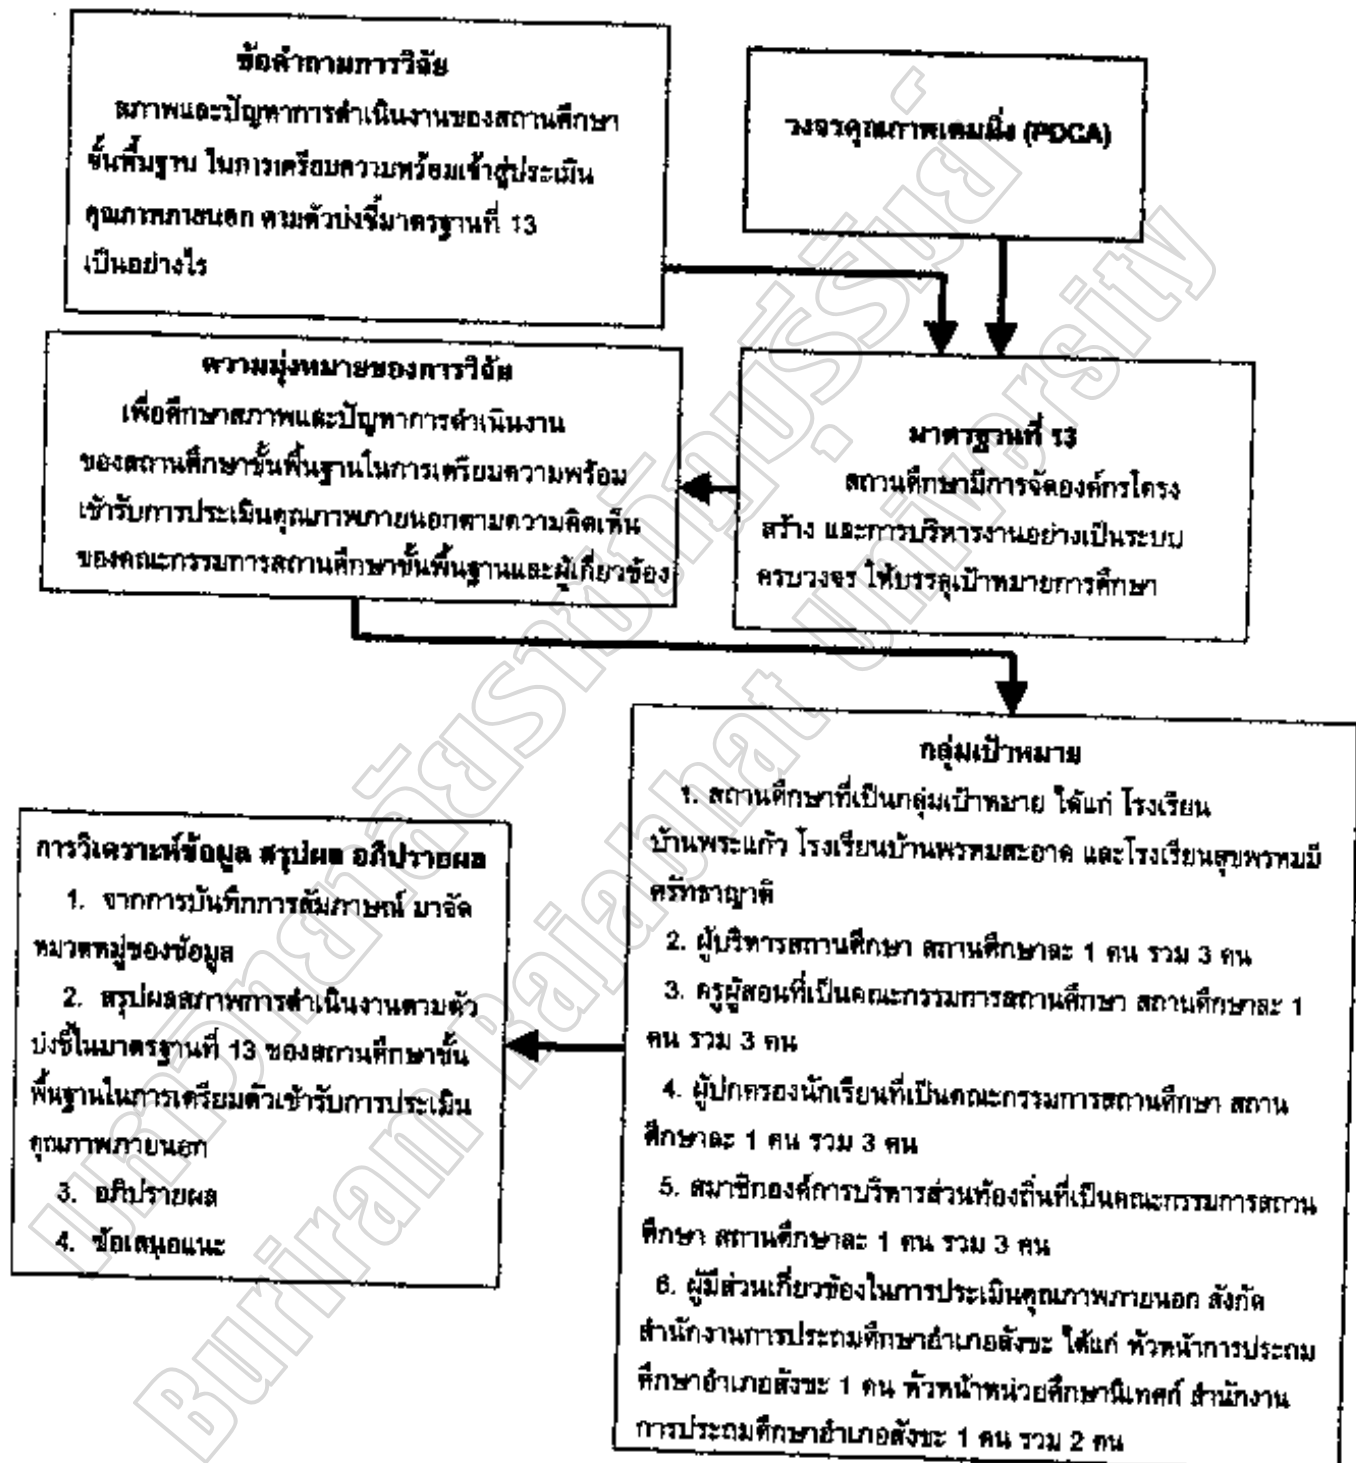 ข้อคำถามการวิจัย
สภาพและปัญหาการดำเนินงานของสถานศึกษา
ขั้นพื้นฐาน ในการเตรียมความพร้อมเข้าสู่ประเมิน
คุณภาพภายนอก ตามตัวบ่งชี้มาตรฐานที่ 13
เป็นอย่างไร
วงจรคุณภาพเดมมิ่ง (PDCA)
ความมุ่งหมายของการวิจัย
เพื่อศึกษาสภาพและปัญหาการดำเนินงาน
ของสถานศึกษาขั้นพื้นฐานในการเตรียมความพร้อม
เข้ารับการประเมินคุณภาพภายนอกตามความคิดเห็น
ของคณะกรรมการสถานศึกษาขั้นพื้นฐานและผู้เกี่ยวข้อง
มาตรฐานที่ 13
สถานศึกษามีการจัดองค์กรโครง
สร้าง และการบริหารงานอย่างเป็นระบบ
ครบวงจร ให้บรรลุเป้าหมายการศึกษา
กลุ่มเป้าหมาย
1. สถานศึกษาที่เป็นกลุ่มเป้าหมาย ได้แก่ โรงเรียน
บ้านพระแก้ว โรงเรียนบ้านพรหมสะอาด และโรงเรียนสุขพรหมมี
ศรัทธาญาติ
2. ผู้บริหารสถานศึกษา สถานศึกษาละ 1 คน รวม 3 คน
3. ครูผู้สอนที่เป็นคณะกรรมการสถานศึกษา สถานศึกษาละ 1
คน รวม 3 คน
4. ผู้ปกครองนักเรียนที่เป็นคณะกรรมการสถานศึกษา สถาน
ศึกษาละ 1 คน รวม 3 คน
5. สมาชิกองค์การบริหารส่วนท้องถิ่นที่เป็นคณะกรรมการสถาน
ศึกษา สถานศึกษาละ 1 คน รวม 3 คน
6. ผู้มีส่วนเกี่ยวข้องในการประเมินคุณภาพภายนอก สังกัด
สำนักงานการประถมศึกษาอำเภอสังขะ ได้แก่ หัวหน้าการประถม
ศึกษาอำเภอสังขะ 1 คน หัวหน้าหน่วยศึกษานิเทศก์ สำนักงาน
การประถมศึกษาอำเภอสังขะ 1 คน รวม 2 คน
การวิเคราะห์ข้อมูล สรุปผล อภิปรายผล
1. จากการบันทึกการสัมภาษณ์ มาจัด
หมวดหมู่ของข้อมูล
2. สรุปผลสภาพการดำเนินงานตามตัว
บ่งชี้ในมาตรฐานที่ 13 ของสถานศึกษาขั้น
พื้นฐานในการเตรียมตัวเข้ารับการประเมิน
คุณภาพภายนอก
3. อภิปรายผล
4. ข้อเสนอแนะ
มหาวิทยาลัยราชภัฏบุรีรัมย์
Buriram Rajabhat University